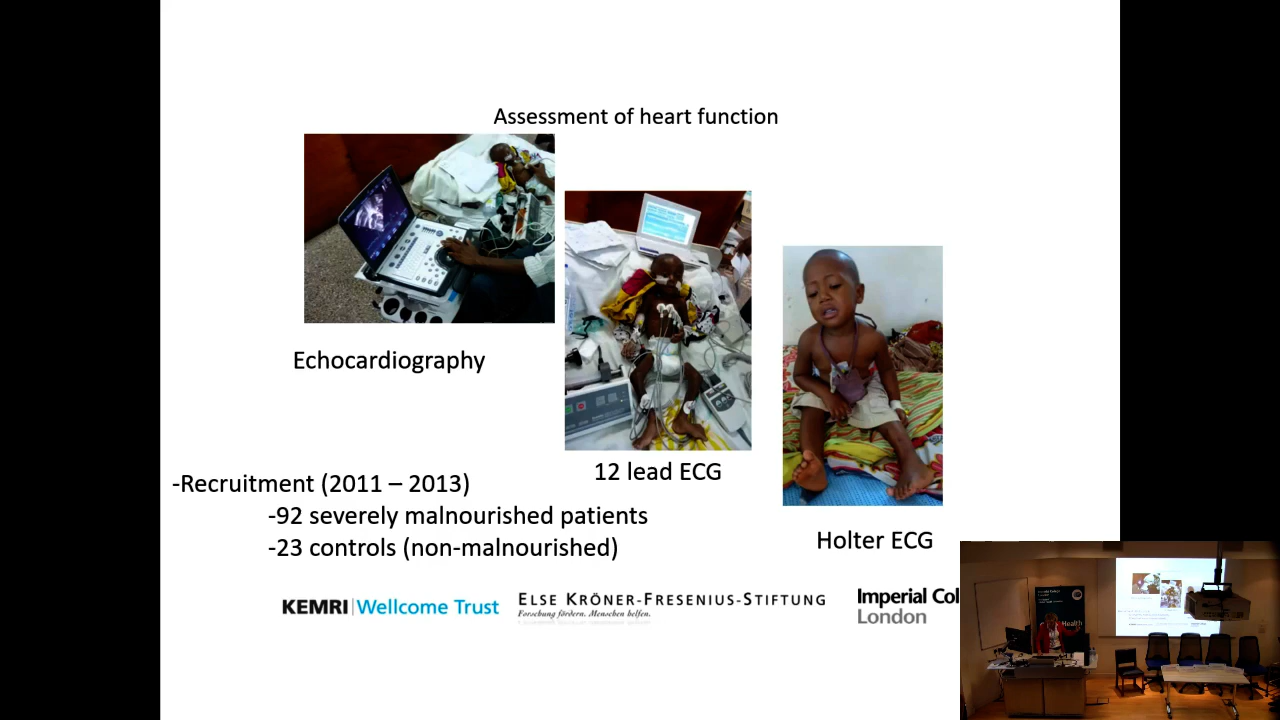 Assessment of heart function
Echocardiography
12 lead ECG
Holter ECG
-Recruitment (2011 – 2013)
-92 severely malnourished patients
-23 controls (non-malnourished)
KEMRI|Wellcome Trust
ELSE KRÖNER-FRESENIUS-STIFTUNG
Forschung fördern. Menschen helfen.
Imperial Col
London
Health